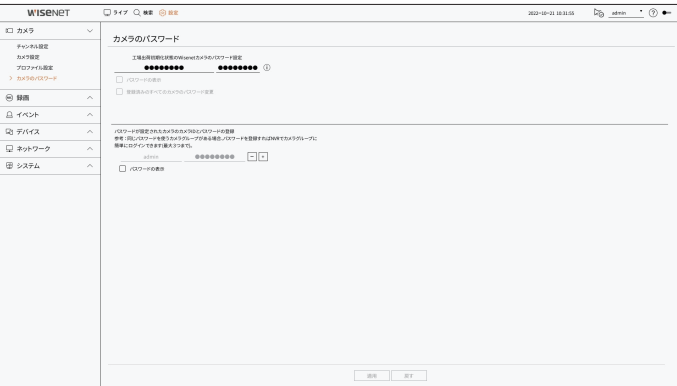 WISENET
ライブ 検索 設定 2022-10-21 10:31:55 admin
カメラ
チャンネル設定
カメラ設定
プロファイル設定
カメラのパスワード
録画
イベント
デバイス
ネットワーク
システム
カメラのパスワード
工場出荷初期化状態のWisenetカメラのパスワード設定
●●●●●●●● ●●●●●●●●
パスワードの表示
登録済みのすべてのカメラのパスワード変更
パスワードが設定されたカメラのカメラIDとパスワードの登録
参考:同じパスワードを使うカメラグループがある場合、パスワードを登録すればNVRでカメラグループに
簡単にログインできます(最大3つまで)。
admin ●●●●●●●●
パスワードの表示
適用 戻す